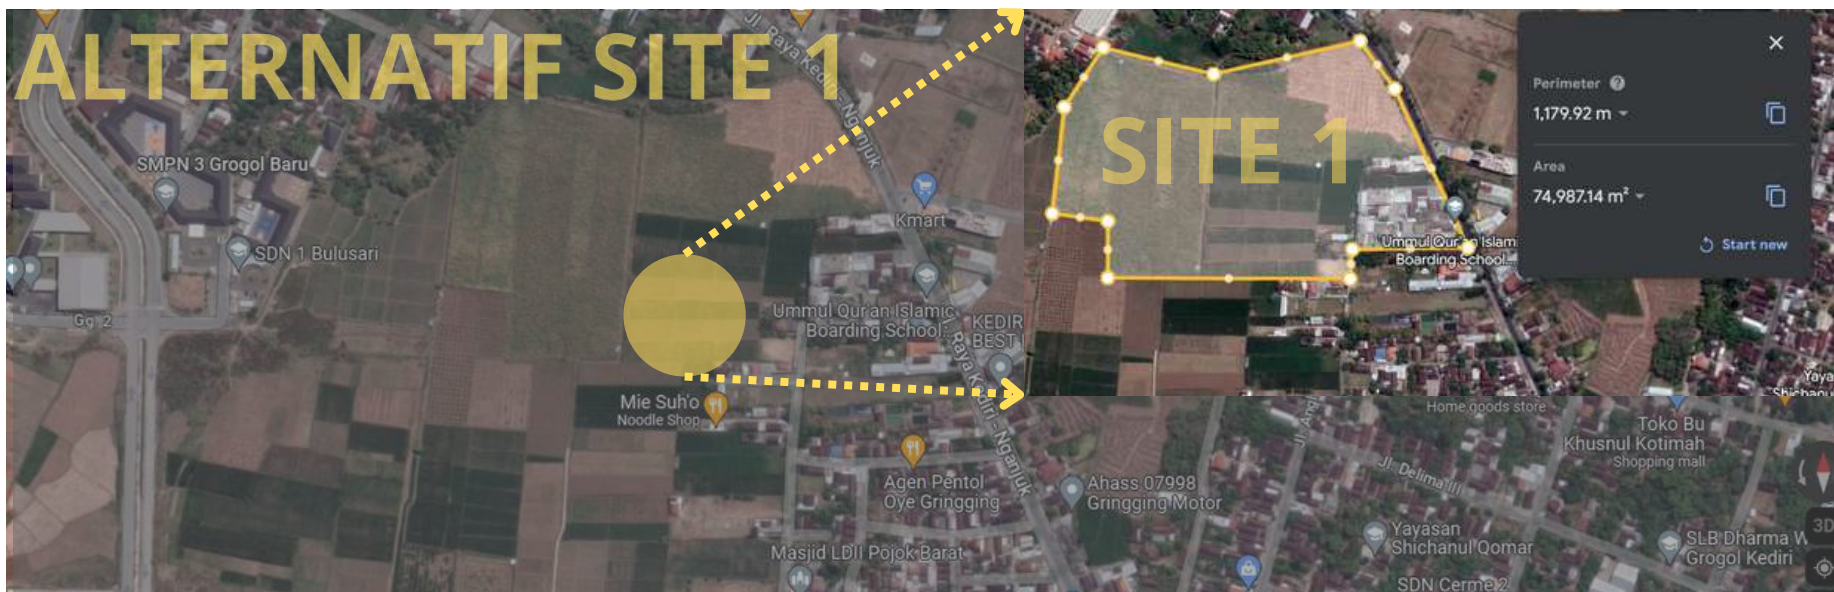 ALTERNATIF SITE 1
Jl. Raya Kediri - Nganjuk
SMPN 3 Grogol Baru
SDN 1 Bulusari
Kmart
Gg. 2
Ummul Qur'an Islamic
Boarding School
KEDIR
BEST
Raya Kediri - Nganjuk
Mie Suh'o
Noodle Shop
Agen Pentol
Oye Gringging
Ahass 07998
Gringging Motor
Masjid LDII Pojok Barat
SITE 1
Ummul Qur'an Islam
Boarding School...
Perimeter
1,179.92 m
Area
74,987.14 m²
Start new
Yaya
Shichanul
Home goods store
Toko Bu
Khusnul Kotimah
Shopping mall
Jl. Delima III
Yayasan
Shichanul Qomar
SLB Dharma W
Grogol Kediri
SDN Cerme 2
3D